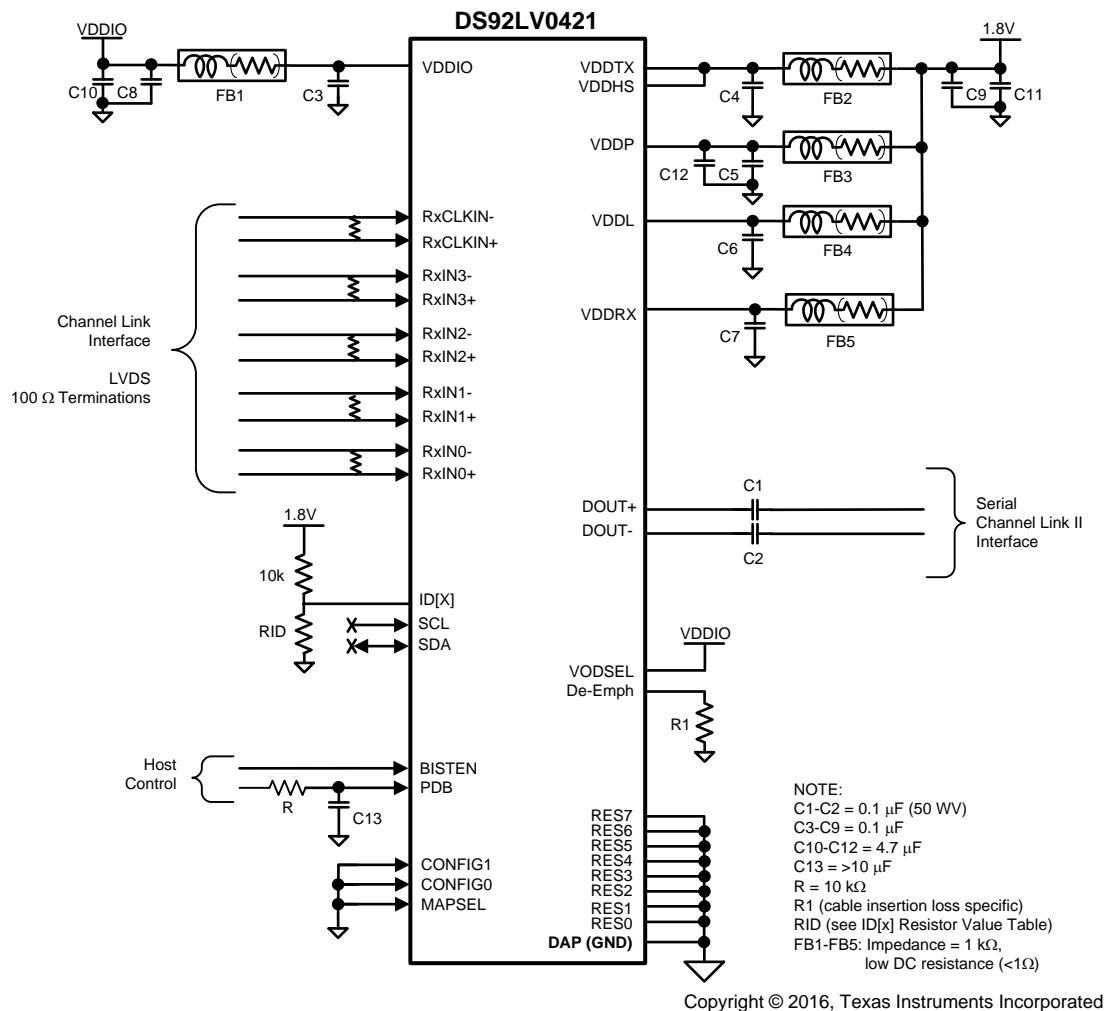 DS92LV0421
VDDIO
C10
C8
FB1
C3
VDDIO
VDDTX
VDDHS
C4
FB2
1.8V
C9
C11
VDDP
C12
C5
FB3
VDDL
C6
FB4
VDDRX
C7
FB5
Channel Link
Interface
LVDS
100 Ω Terminations
RxCLKIN-
RxCLKIN+
RxIN3-
RxIN3+
RxIN2-
RxIN2+
RxIN1-
RxIN1+
RxIN0-
RxIN0+
DOUT+
DOUT-
C1
C2
Serial
Channel Link II
Interface
1.8V
10k
RID
ID[X]
SCL
SDA
VDDIO
VODSEL
De-Emph
R1
Host
Control
BISTEN
PDB
R
C13
CONFIG1
CONFIG0
MAPSEL
RES7
RES6
RES5
RES4
RES3
RES2
RES1
RES0
DAP (GND)
NOTE:
C1-C2 = 0.1 μF (50 WV)
C3-C9 = 0.1 μF
C10-C12 = 4.7 μF
C13 = >10 μF
R = 10 kΩ
R1 (cable insertion loss specific)
RID (see ID[x] Resistor Value Table)
FB1-FB5: Impedance = 1 kΩ,
low DC resistance (<1Ω)
Copyright © 2016, Texas Instruments Incorporated